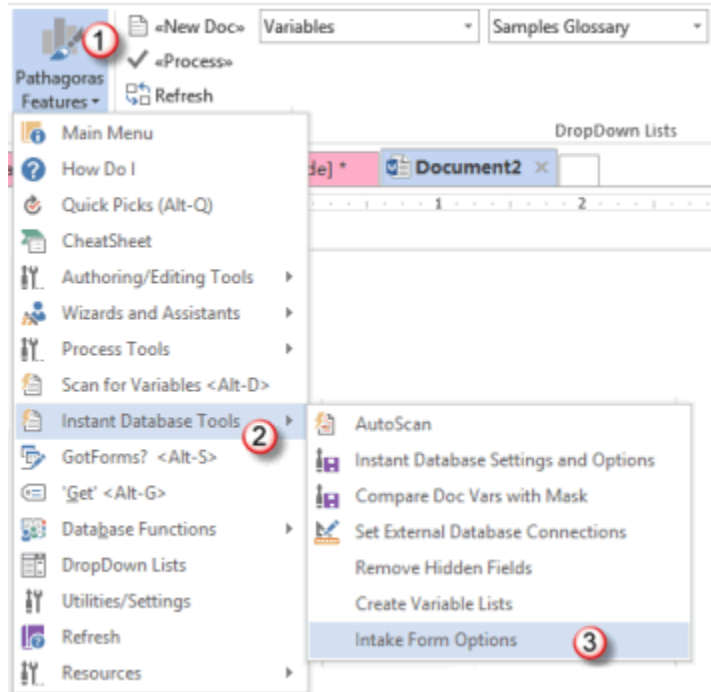 1
«New Doc»
Variables
Samples Glossary
«Process»
Pathagoras
Features
Refresh
DropDown Lists
Main Menu
de] *
Document2
How Do I
1
2
Quick Picks (Alt-Q)
CheatSheet
Authoring/Editing Tools
Wizards and Assistants
Process Tools
Scan for Variables <Alt-D>
Instant Database Tools
2
AutoScan
GotForms? <Alt-S>
Instant Database Settings and Options
'Get' <Alt-G>
Compare Doc Vars with Mask
Database Functions
Set External Database Connections
DropDown Lists
Remove Hidden Fields
Utilities/Settings
Create Variable Lists
Refresh
Intake Form Options
3
Resources